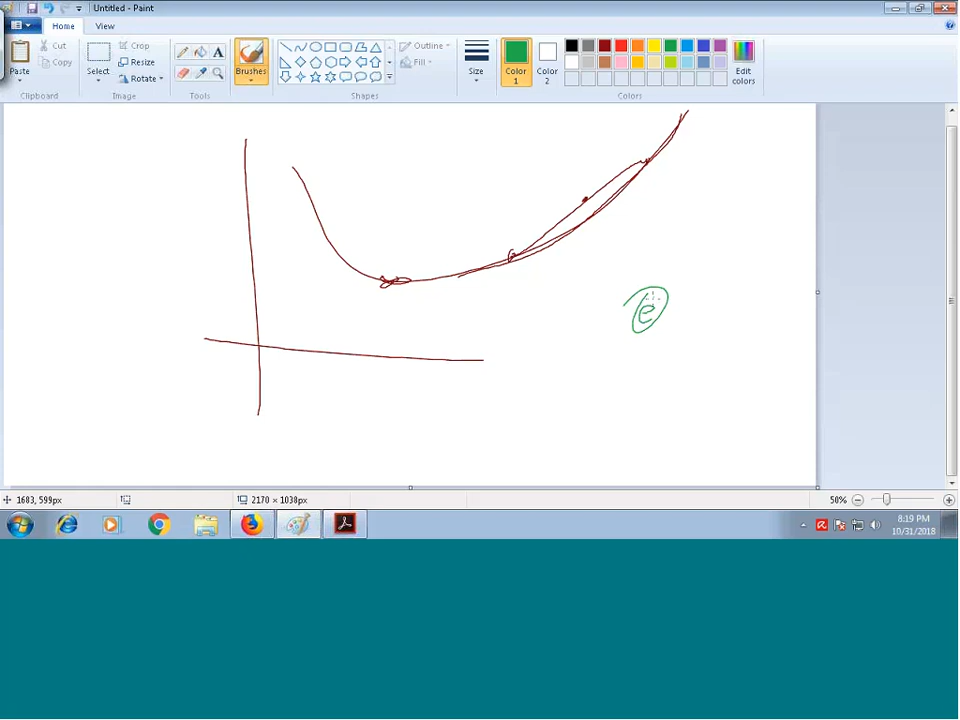 Untitled - Paint
Home View
Paste
Cut
Copy
Clipboard
Select
Crop
Resize
Rotate
Image
Tools
Brushes
Shapes
Outline
Fill
Size
Color 1
Color 2
Edit colors
Colors
e
1683, 599px
2170 × 1038px
50%
8:19 PM
10/31/2018